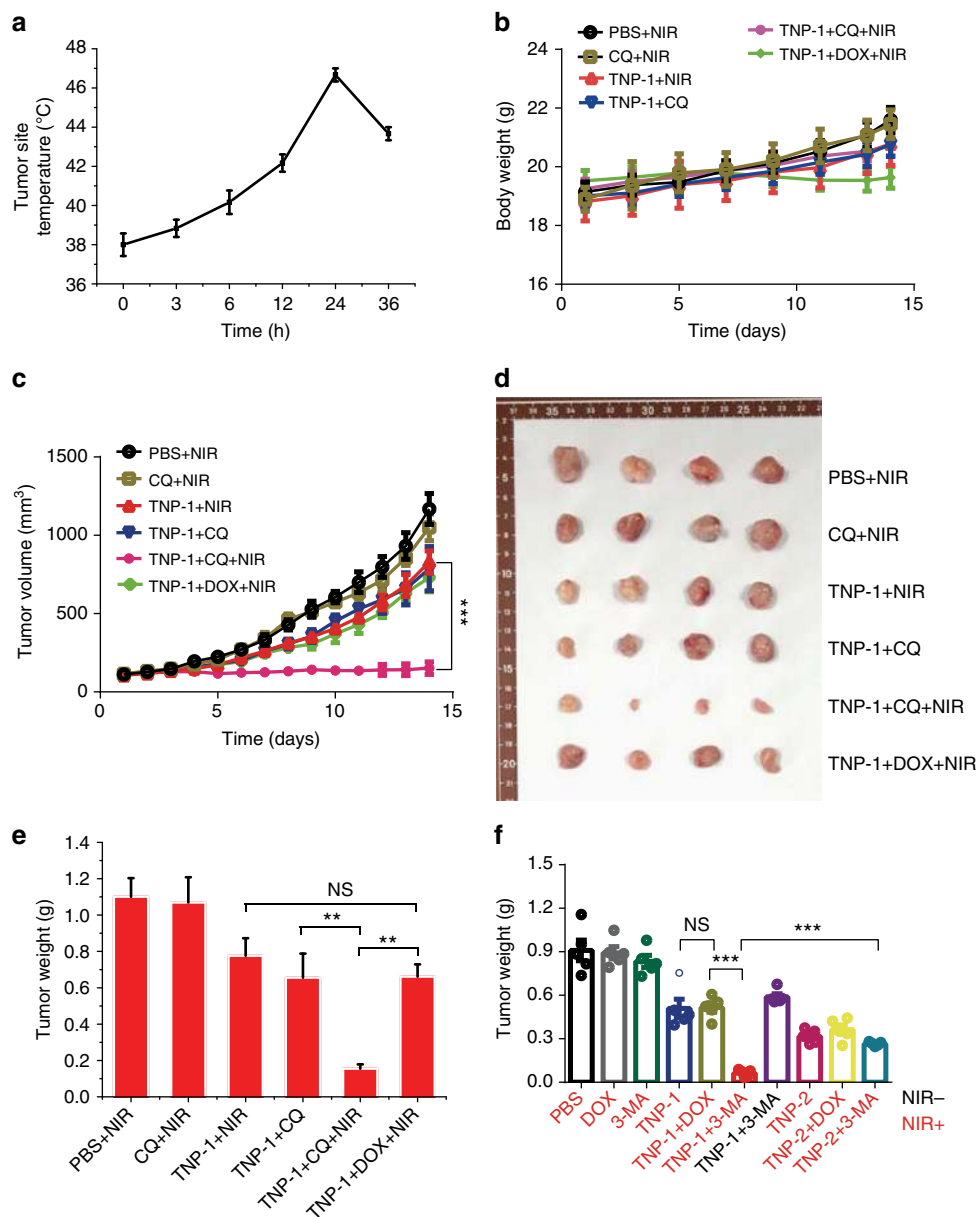 a
46
44
42
40
38
36
Tumor site
temperature (°C)
0 3 6 12 24 36
Time (h)
b
PBS+NIR
CQ+NIR
TNP-1+NIR
TNP-1+CQ
TNP-1+CQ+NIR
TNP-1+DOX+NIR
24
22
20
18
16
Body weight (g)
0 5 10 15
Time (days)
c
PBS+NIR
CQ+NIR
TNP-1+NIR
TNP-1+CQ
TNP-1+CQ+NIR
TNP-1+DOX+NIR
1500
1000
500
0
Tumor volume (mm³)
***
0 5 10 15
Time (days)
d
35 30 25
5
10
15
20
PBS+NIR
CQ+NIR
TNP-1+NIR
TNP-1+CQ
TNP-1+CQ+NIR
TNP-1+DOX+NIR
e
1.4
1.2
1.0
0.8
0.6
0.4
0.2
0.0
Tumor weight (g)
NS
**
**
PBS+NIR
CQ+NIR
TNP-1+NIR
TNP-1+CQ
TNP-1+CQ+NIR
TNP-1+DOX+NIR
f
1.5
1.2
0.9
0.6
0.3
0.0
Tumor weight (g)
NS
***
***
PBS
DOX
3-MA
TNP-1
TNP-1+DOX
TNP-1+3-MA
TNP-1+3-MA
TNP-2
TNP-2+DOX
TNP-2+3-MA
NIR–
NIR+